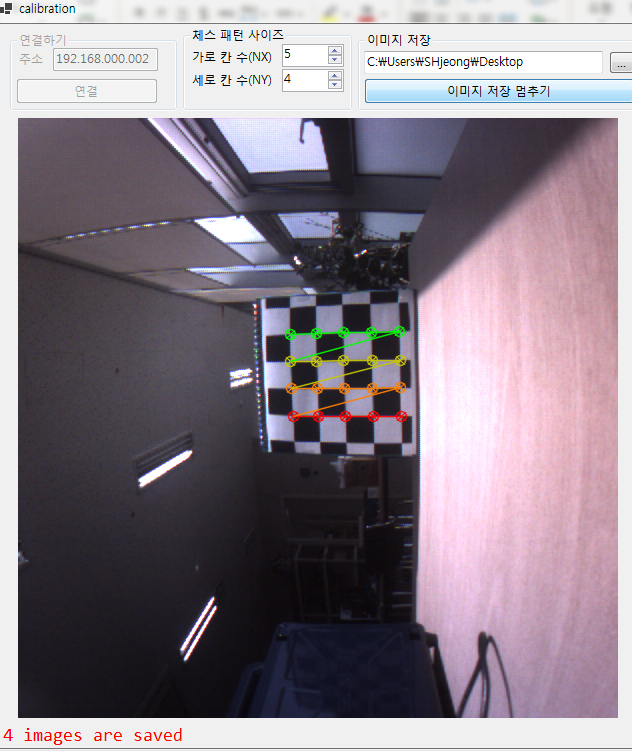 calibration
연결하기
주소 192.168.000.002
연결
체스 패턴 사이즈
가로 칸 수(NX) 5
세로 칸 수(NY) 4
이미지 저장
C:₩Users₩SHjeong₩Desktop
...
이미지 저장 멈추기
4 images are saved